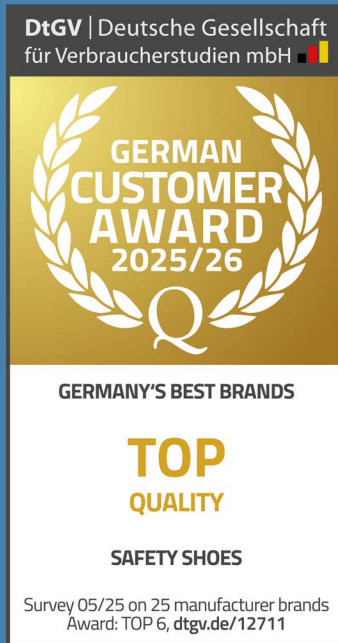 DtGV | Deutsche Gesellschaft
für Verbraucherstudien mbH
GERMAN
CUSTOMER
AWARD
2025/26
Q
GERMANY'S BEST BRANDS
TOP
QUALITY
SAFETY SHOES
Survey 05/25 on 25 manufacturer brands
Award: TOP 6, dtgv.de/12711